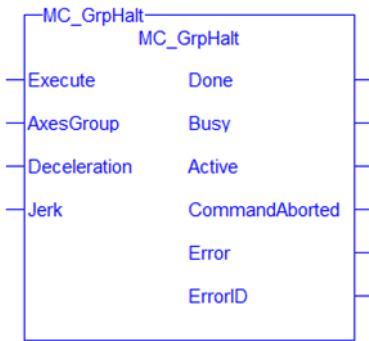 MC_GrpHalt
MC_GrpHalt
Execute Done
AxesGroup Busy
Deceleration Active
Jerk CommandAborted
Error
ErrorID